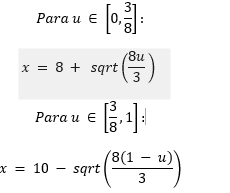 Para u ∈ [0, 3/8]:
x = 8 + sqrt(8u/3)
Para u ∈ [3/8, 1]:
x = 10 − sqrt(8(1 − u)/3)